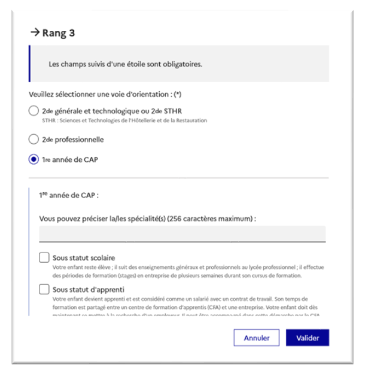 → Rang 3
Les champs suivis d'une étoile sont obligatoires.
Veuillez sélectionner une voie d'orientation : (*)
2de générale et technologique ou 2de STHR
STHR : Sciences et Technologies de l'Hôtellerie et de la Restauration
2de professionnelle
1re année de CAP
1re année de CAP :
Vous pouvez préciser la/les spécialité(s) (256 caractères maximum) :
Sous statut scolaire
Votre enfant reste élève ; il suit des enseignements généraux et professionnels au lycée professionnel ; il effectue
des périodes de formation (stages) en entreprise de plusieurs semaines durant son cursus de formation.
Sous statut d'apprenti
Votre enfant devient apprenti et est considéré comme un salarié avec un contrat de travail. Son temps de
formation est partagé entre un centre de formation d'apprentis (CFA) et une entreprise. Votre enfant doit dès
Annuler Valider